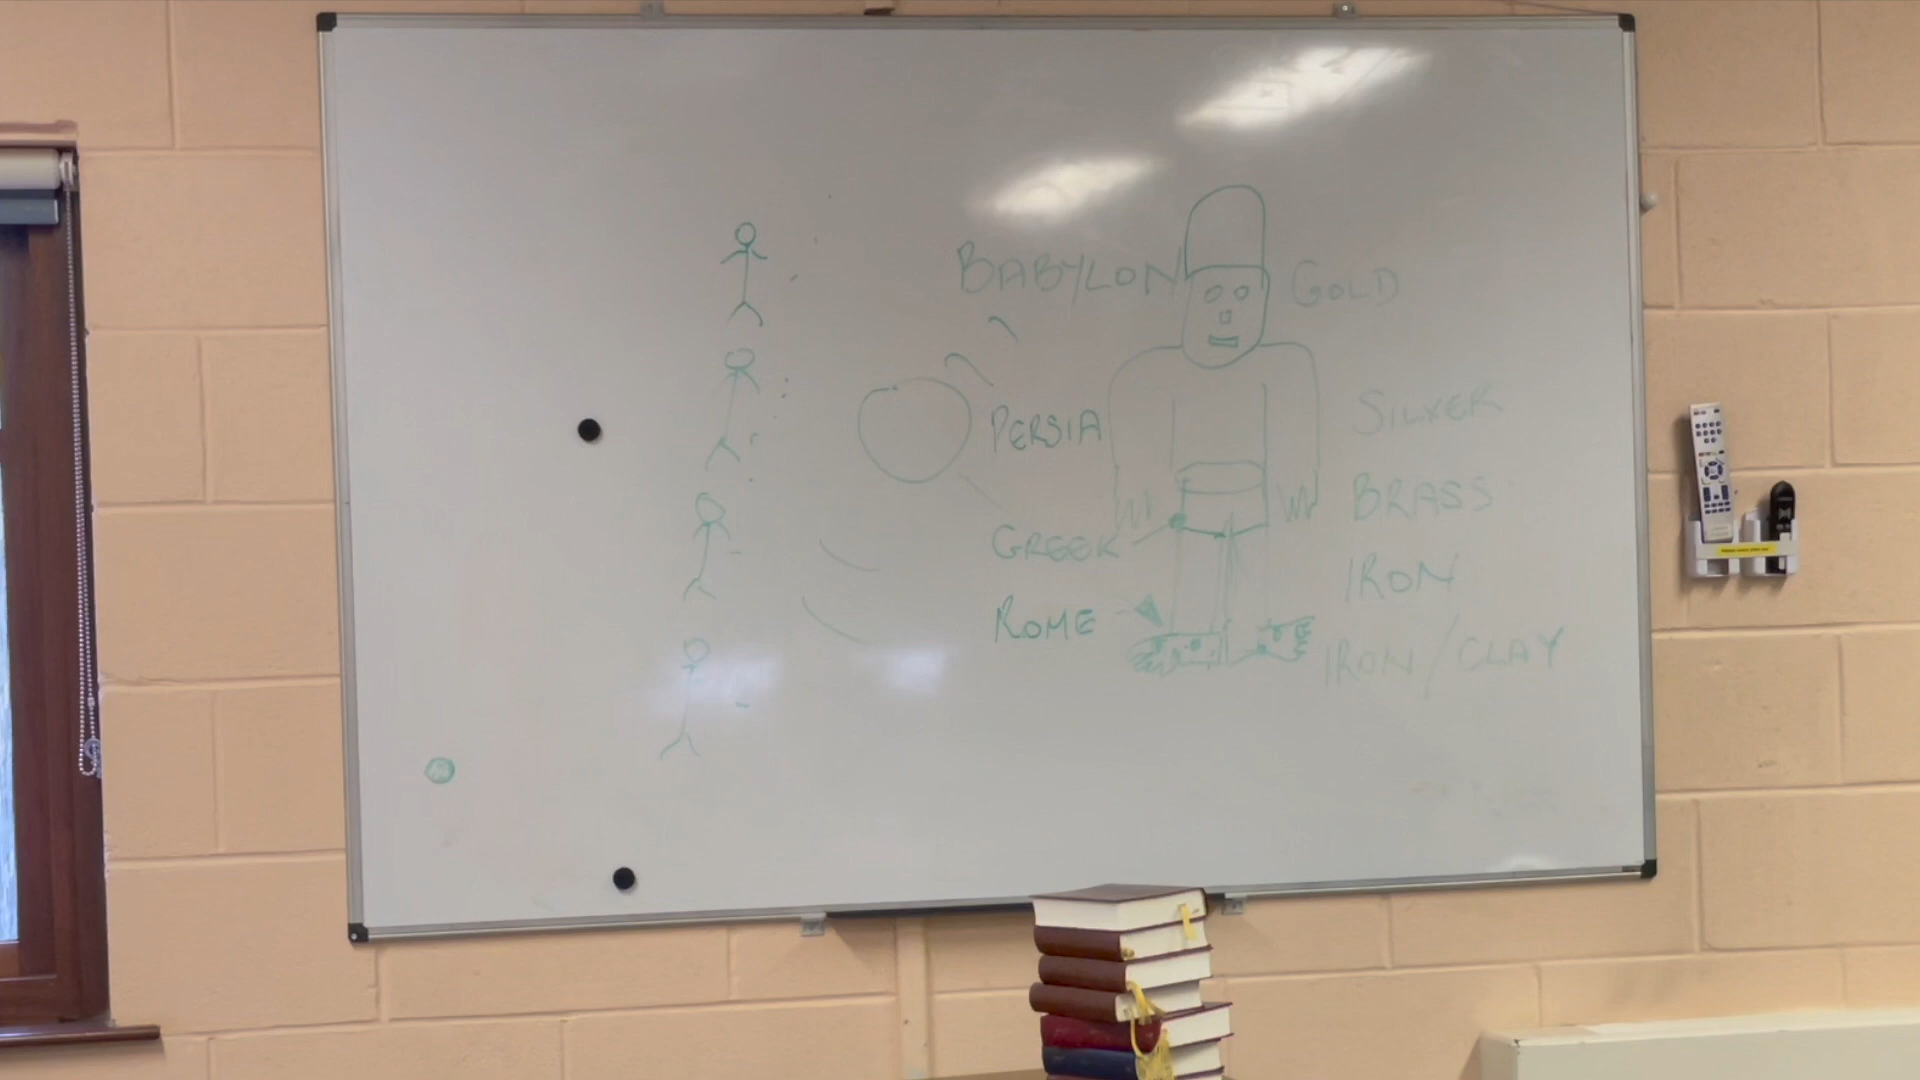 BABYLON GOLD
PERSIA SILVER
BRASS
GREEK
IRON
ROME
IRON/CLAY